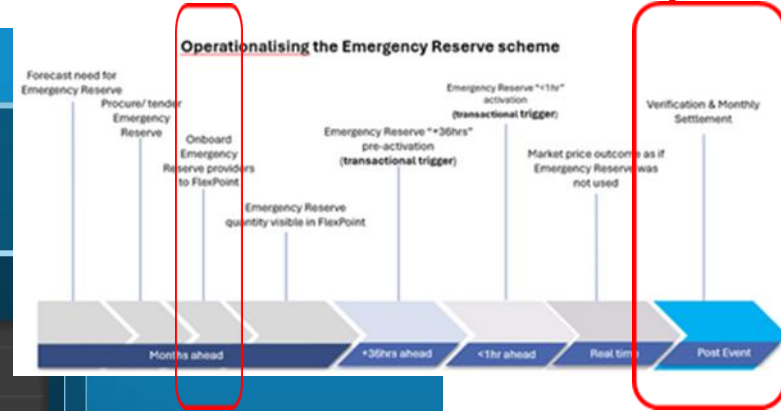 Operationalising the Emergency Reserve scheme
Forecast need for
Emergency Reserve
Procure/ tender
Emergency
Reserve
Onboard
Emergency
Reserve providers
to FlexPoint
Emergency Reserve
quantity visible in FlexPoint
Emergency Reserve "+36hrs"
pre-activation
(transactional trigger)
Emergency Reserve "<1hr"
activation
(transactional trigger)
Market price outcome as if
Emergency Reserve was
not used
Verification & Monthly
Settlement
Months ahead
+36hrs ahead
<1hr ahead
Real time
Post Event